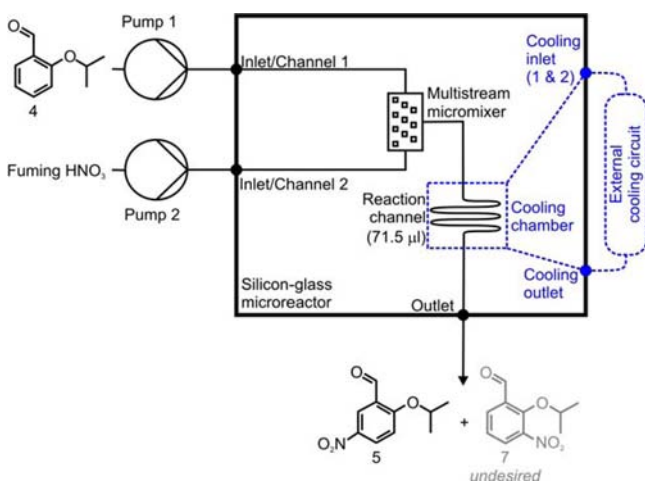 Pump 1
O
O
4
Inlet/Channel 1
Multistream
micromixer
Cooling
inlet
(1 & 2)
Fuming HNO₃
Pump 2
Inlet/Channel 2
Reaction
channel
(71.5 µl)
Cooling
chamber
External
cooling circuit
Cooling
outlet
Silicon-glass
microreactor
Outlet
O
O
O₂N
5
+
O
O
NO₂
7
undesired